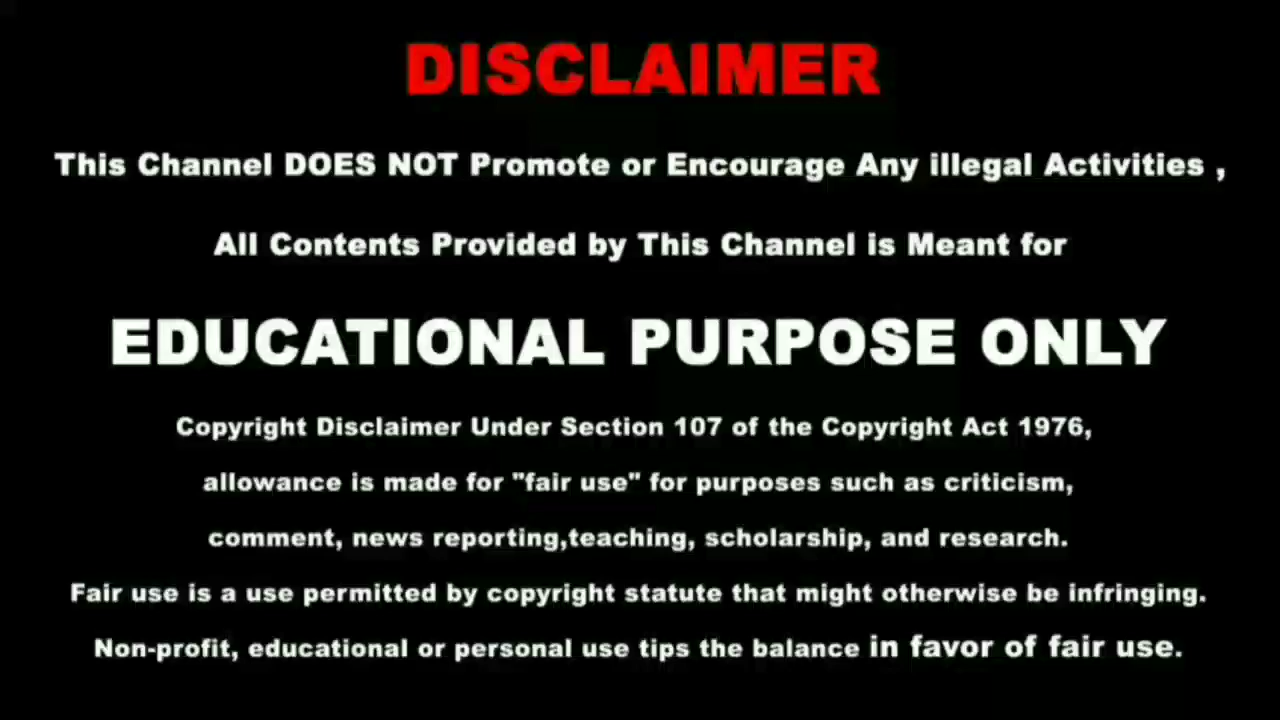 DISCLAIMER
This Channel DOES NOT Promote or Encourage Any illegal Activities ,
All Contents Provided by This Channel is Meant for
EDUCATIONAL PURPOSE ONLY
Copyright Disclaimer Under Section 107 of the Copyright Act 1976,
allowance is made for "fair use" for purposes such as criticism,
comment, news reporting,teaching, scholarship, and research.
Fair use is a use permitted by copyright statute that might otherwise be infringing.
Non-profit, educational or personal use tips the balance in favor of fair use.